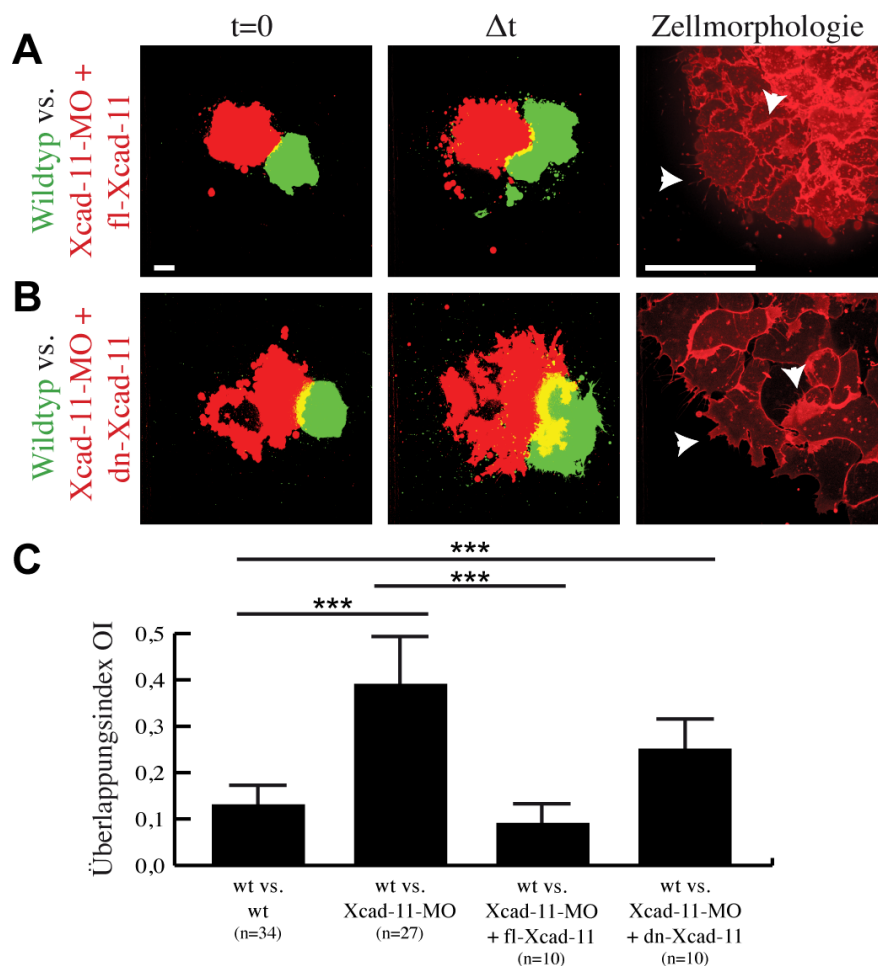 t=0
Δt
Zellmorphologie
A
Wildtyp vs.
Xcad-11-MO +
fl-Xcad-11
B
Wildtyp vs.
Xcad-11-MO +
dn-Xcad-11
C
***
***
***
Überlappungsindex OI
0,5
0,4
0,3
0,2
0,1
0,0
wt vs.
wt
(n=34)
wt vs.
Xcad-11-MO
(n=27)
wt vs.
Xcad-11-MO
+ fl-Xcad-11
(n=10)
wt vs.
Xcad-11-MO
+ dn-Xcad-11
(n=10)